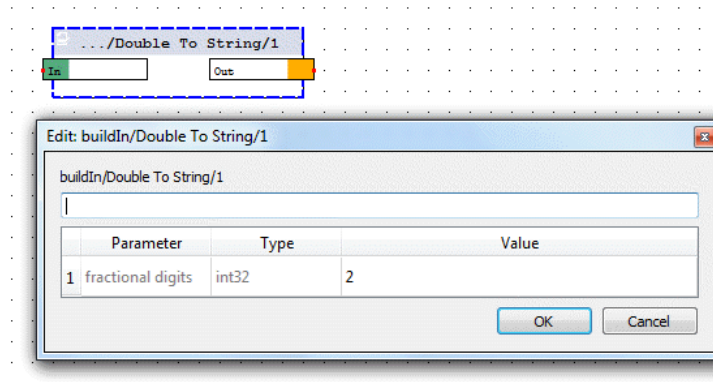 .../Double To String/1
In
Out
Edit: buildIn/Double To String/1
buildIn/Double To String/1
Parameter Type Value
1 fractional digits int32 2
OK Cancel